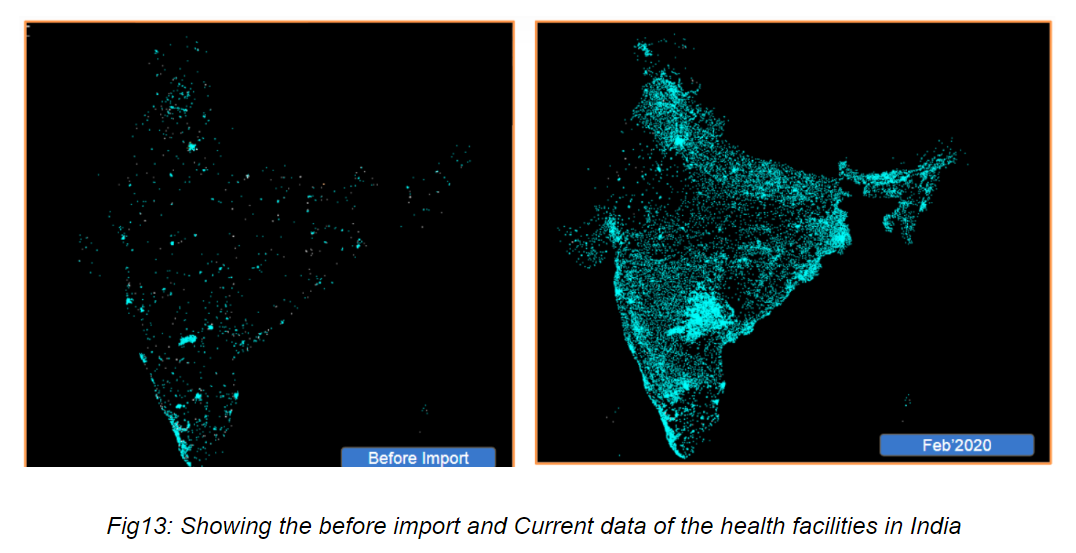 Before Import
Feb'2020
Fig13: Showing the before import and Current data of the health facilities in India